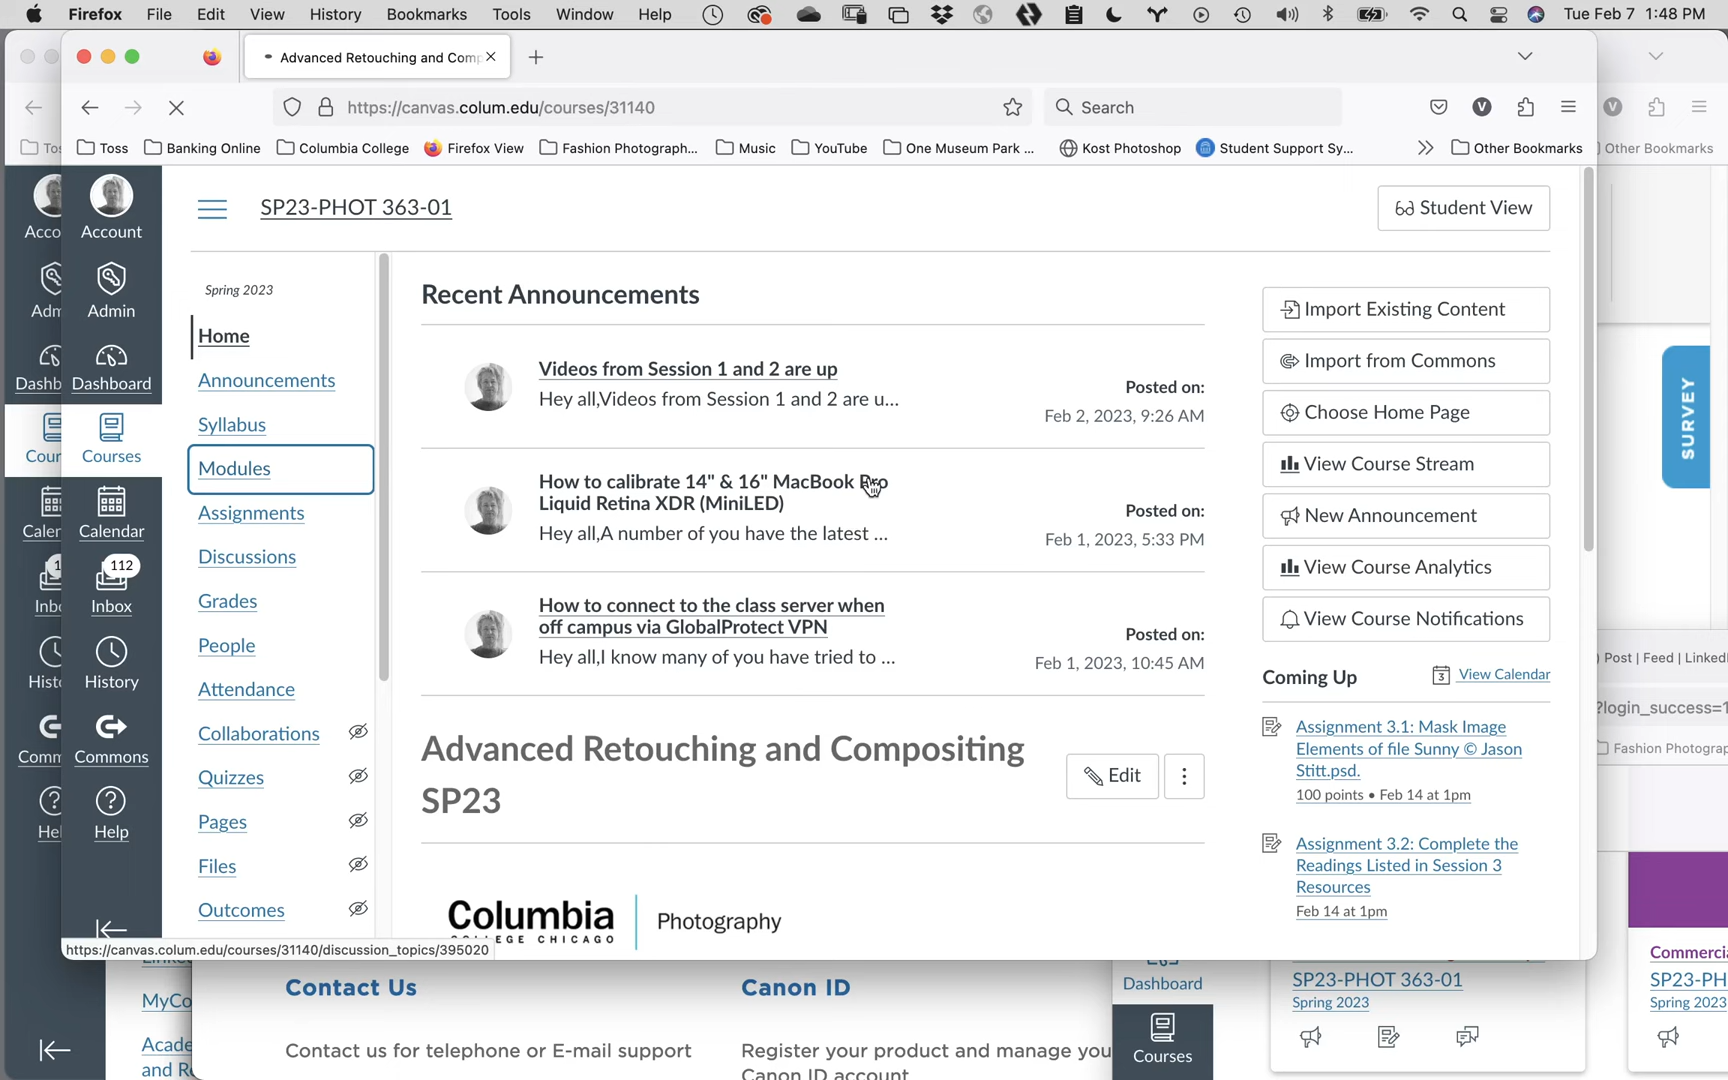 Firefox File Edit View History Bookmarks Tools Window Help Tue Feb 7 1:48 PM
Advanced Retouching and Comp
https://canvas.colum.edu/courses/31140
Search
Toss Banking Online Columbia College Firefox View Fashion Photograph... Music YouTube One Museum Park ... Kost Photoshop Student Support Sy... Other Bookmarks
Other Bookmarks
SP23-PHOT 363-01
Student View
Account
Admin
Dashboard
Courses
Calendar
112
Inbox
History
Commons
Help
Spring 2023
Home
Announcements
Syllabus
Modules
Assignments
Discussions
Grades
People
Attendance
Collaborations
Quizzes
Pages
Files
Outcomes
Recent Announcements
Videos from Session 1 and 2 are up
Hey all,Videos from Session 1 and 2 are u...
Posted on:
Feb 2, 2023, 9:26 AM
How to calibrate 14" & 16" MacBook Pro
Liquid Retina XDR (MiniLED)
Hey all,A number of you have the latest ...
Posted on:
Feb 1, 2023, 5:33 PM
How to connect to the class server when
off campus via GlobalProtect VPN
Hey all,I know many of you have tried to ...
Posted on:
Feb 1, 2023, 10:45 AM
Advanced Retouching and Compositing
SP23
Edit
Columbia
COLLEGE CHICAGO
Photography
Import Existing Content
Import from Commons
Choose Home Page
View Course Stream
New Announcement
View Course Analytics
View Course Notifications
Coming Up
3
View Calendar
Assignment 3.1: Mask Image
Elements of file Sunny © Jason
Stitt.psd.
100 points • Feb 14 at 1pm
Assignment 3.2: Complete the
Readings Listed in Session 3
Resources
Feb 14 at 1pm
https://canvas.colum.edu/courses/31140/discussion_topics/395020
SURVEY
) Post | Feed | LinkedI
?login_success=1
Fashion Photograp
Contact Us
Contact us for telephone or E-mail support
Canon ID
Register your product and manage you
Canon ID account
MyCo
Acade
and Re
Dashboard
Courses
SP23-PHOT 363-01
Spring 2023
Commercia
SP23-PH
Spring 2023